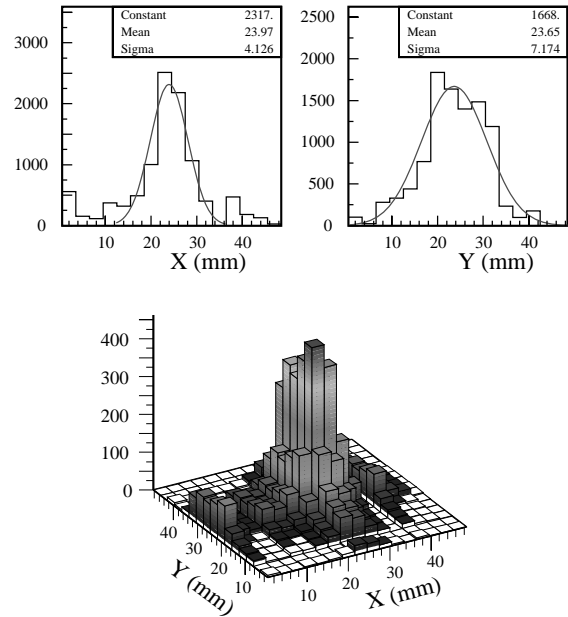 Constant 2317.
Mean 23.97
Sigma 4.126
3000
2000
1000
0
10 20 30 40
X (mm)
Constant 1668.
Mean 23.65
Sigma 7.174
2500
2000
1500
1000
500
0
10 20 30 40
Y (mm)
400
300
200
100
0
40
30
20
10
Y (mm)
10
20
30
40
X (mm)